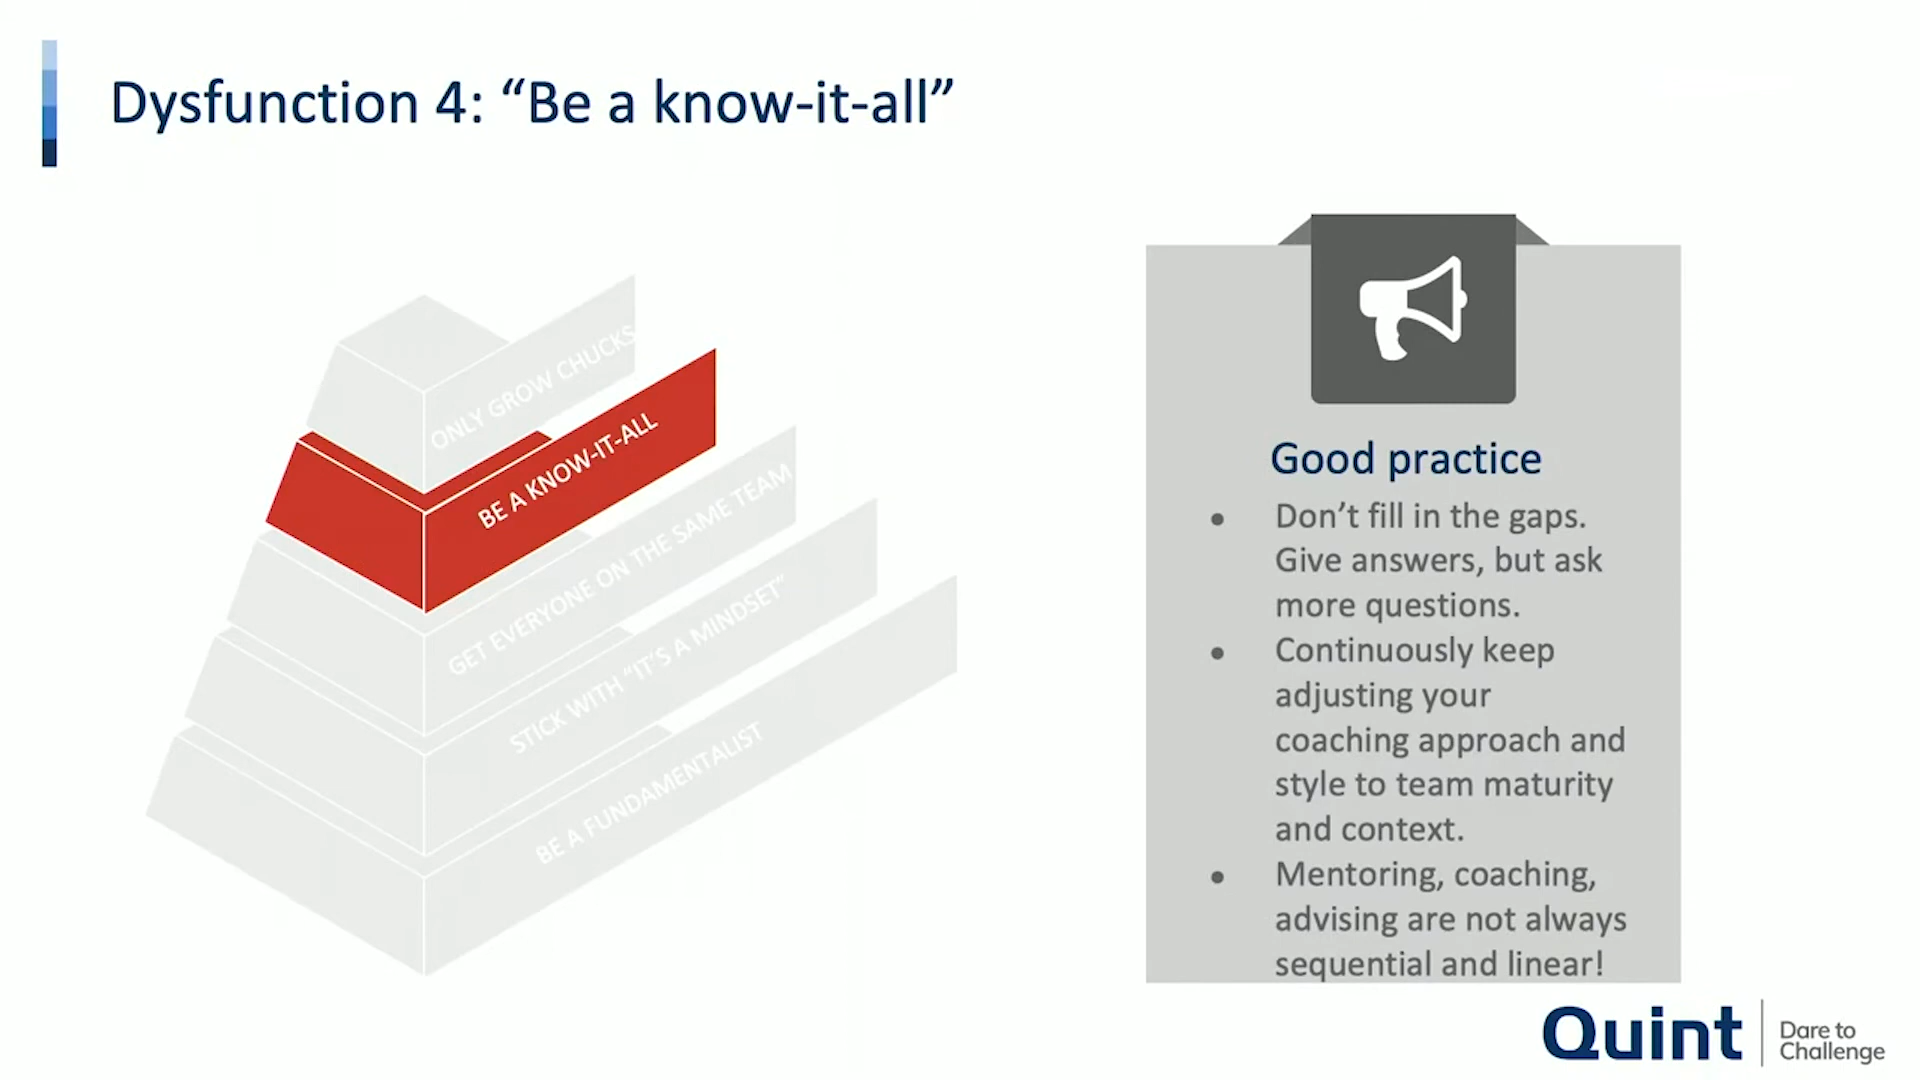 Dysfunction 4: “Be a know-it-all”
ONLY GROW CHUCKS
BE A KNOW-IT-ALL
GET EVERYONE ON THE SAME TEAM
STICK WITH “IT’S A MINDSET”
BE A FUNDAMENTALIST
Good practice
• Don’t fill in the gaps.
Give answers, but ask
more questions.
• Continuously keep
adjusting your
coaching approach and
style to team maturity
and context.
• Mentoring, coaching,
advising are not always
sequential and linear!
Quint
Dare to
Challenge